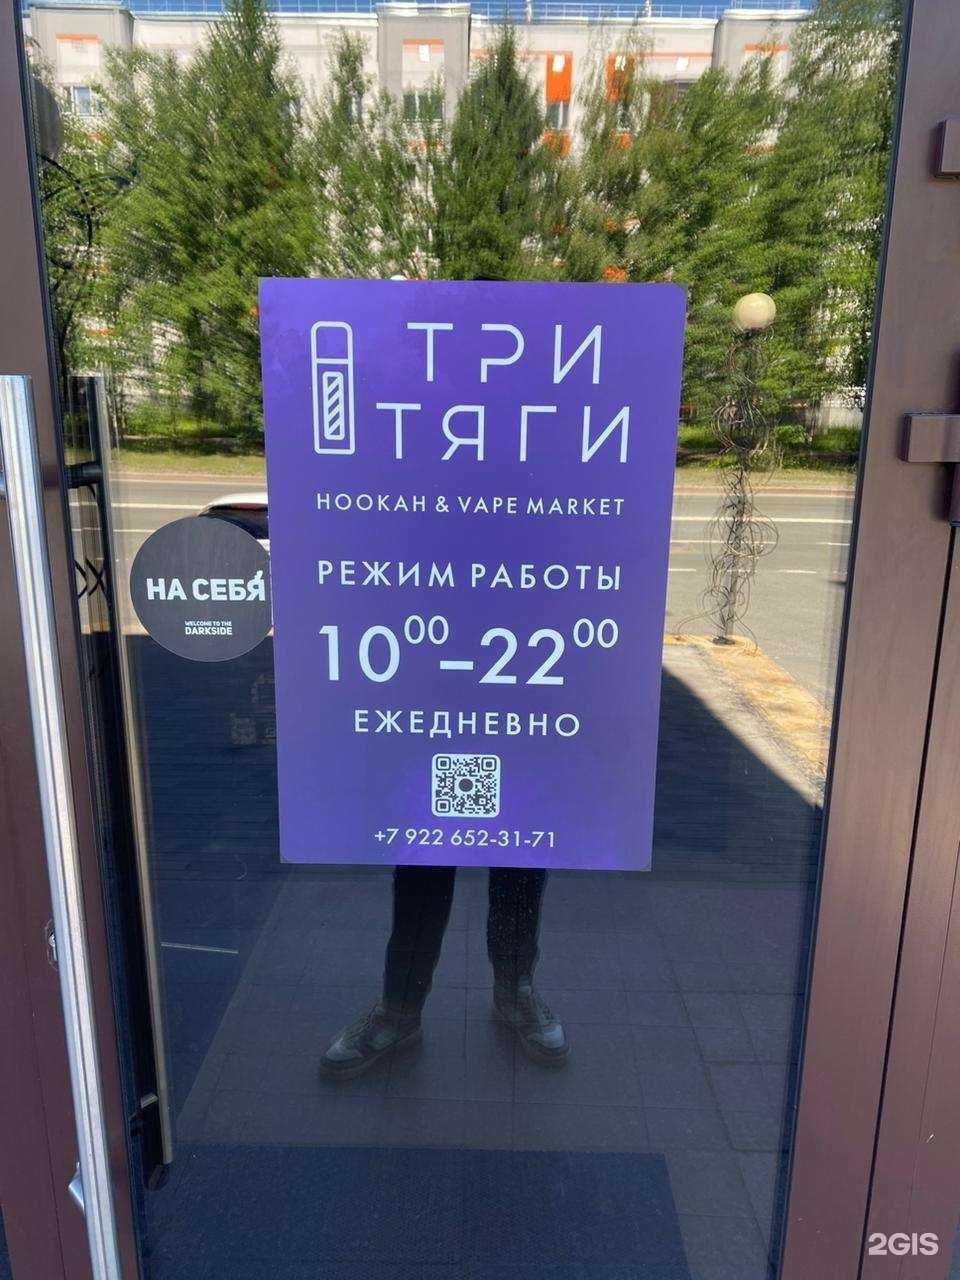 ТРИ
ТЯГИ
HOOKAH & VAPE MARKET
РЕЖИМ РАБОТЫ
10⁰⁰–22⁰⁰
ЕЖЕДНЕВНО
+7 922 652-31-71
НА СЕБЯ́
WELCOME TO THE
DARKSIDE
2GIS